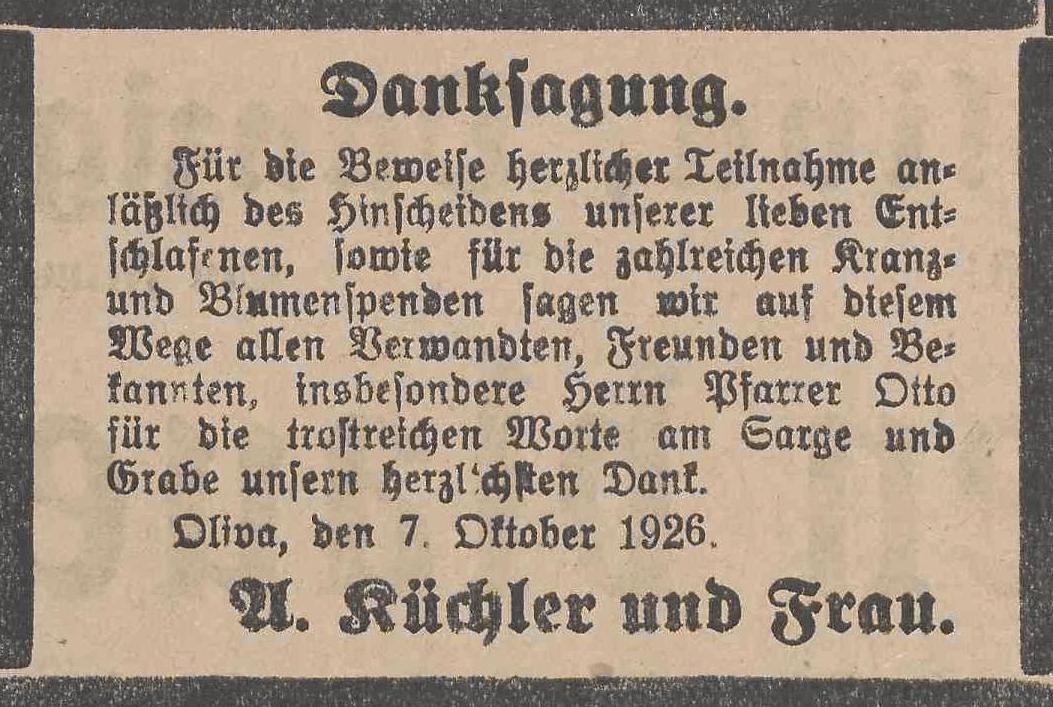 Danksagung.
Für die Beweise herzlicher Teilnahme an-
läßlich des Hinscheidens unserer lieben Ent-
schlafenen, sowie für die zahlreichen Kranz-
und Blumenspenden sagen wir auf diesem
Wege allen Verwandten, Freunden und Be-
kannten, insbesondere Herrn Pfarrer Otto
für die trostreichen Worte am Sarge und
Grabe unsern herzlichsten Dank.
Oliva, den 7. Oktober 1926.
A. Küchler und Frau.